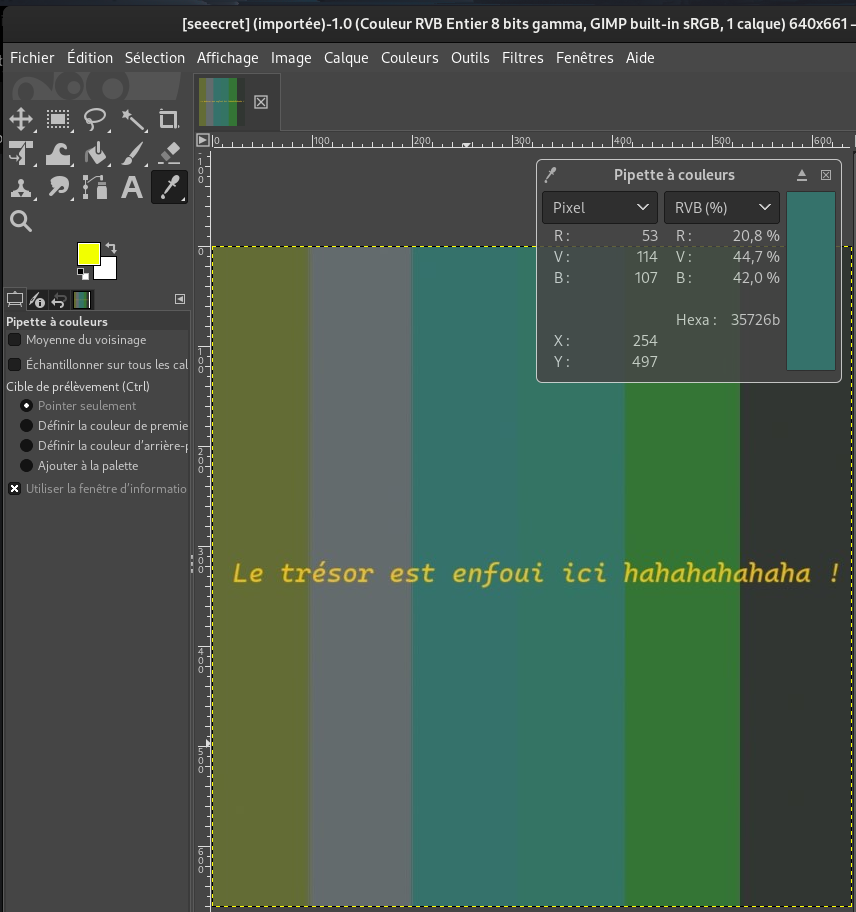 [seeecret] (importée)-1.0 (Couleur RVB Entier 8 bits gamma, GIMP built-in sRGB, 1 calque) 640x661 –
Fichier Édition Sélection Affichage Image Calque Couleurs Outils Filtres Fenêtres Aide
0 100 200 300 400 500 600
100
0
100
200
300
400
500
600
Pipette à couleurs
Pixel RVB (%)
R : 53 R : 20,8 %
V : 114 V : 44,7 %
B : 107 B : 42,0 %
Hexa : 35726b
X : 254
Y : 497
Pipette à couleurs
Moyenne du voisinage
Échantillonner sur tous les cal
Cible de prélèvement (Ctrl)
Pointer seulement
Définir la couleur de premie
Définir la couleur d'arrière-p
Ajouter à la palette
Utiliser la fenêtre d'informatio
Le trésor est enfoui ici hahahahahaha !